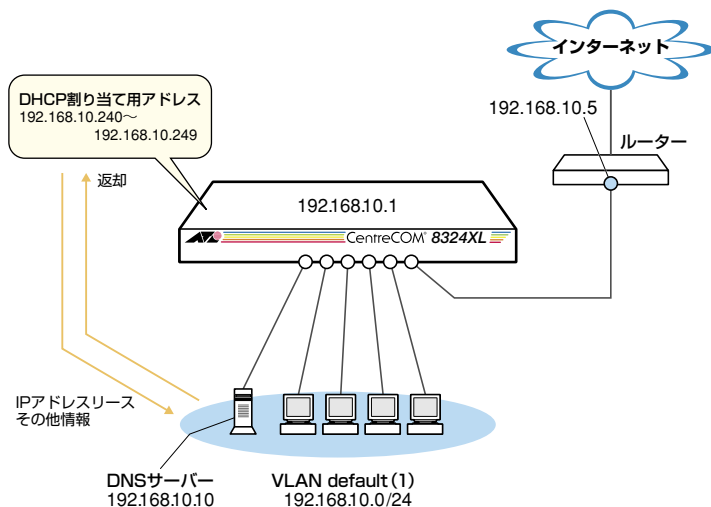 インターネット
DHCP割り当て用アドレス
192.168.10.240〜
192.168.10.249
192.168.10.5
ルーター
返却
192.168.10.1
CentreCOM® 8324XL
IPアドレスリース
その他情報
DNSサーバー
192.168.10.10
VLAN default(1)
192.168.10.0/24